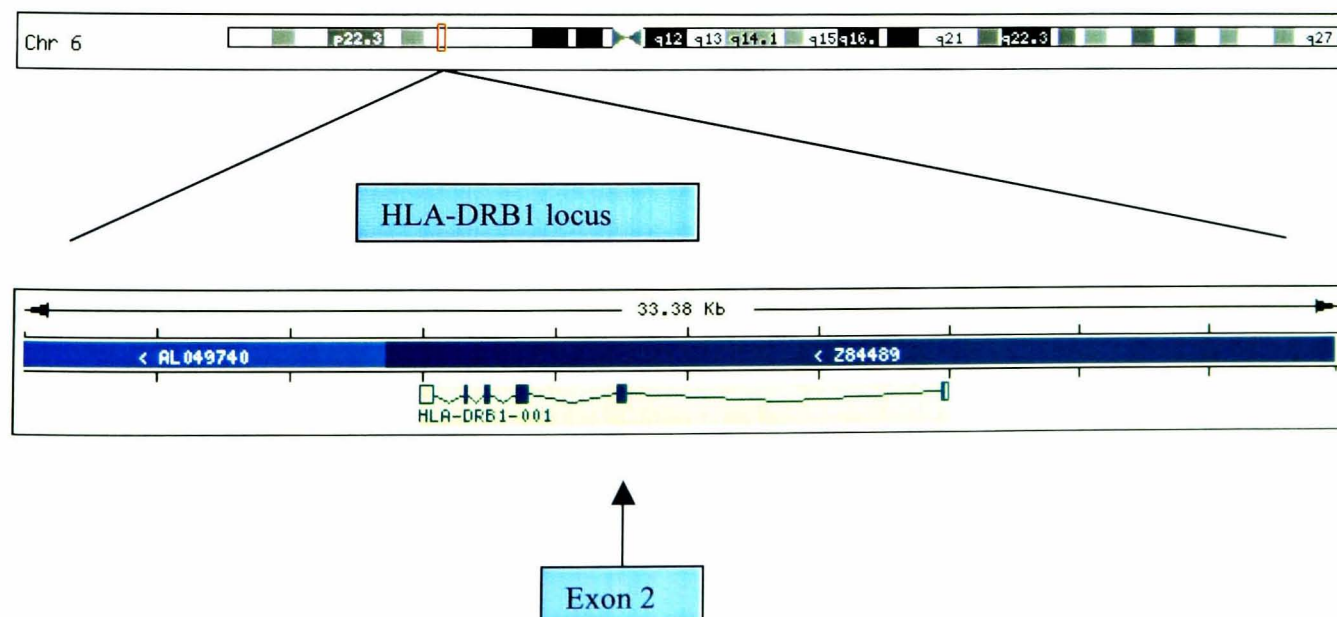 Chr 6 p22.3 q12 q13 q14.1 q15 q16. q21 q22.3 q27
HLA-DRB1 locus
33.38 Kb
< AL049740 < Z84489
HLA-DRB1-001
Exon 2